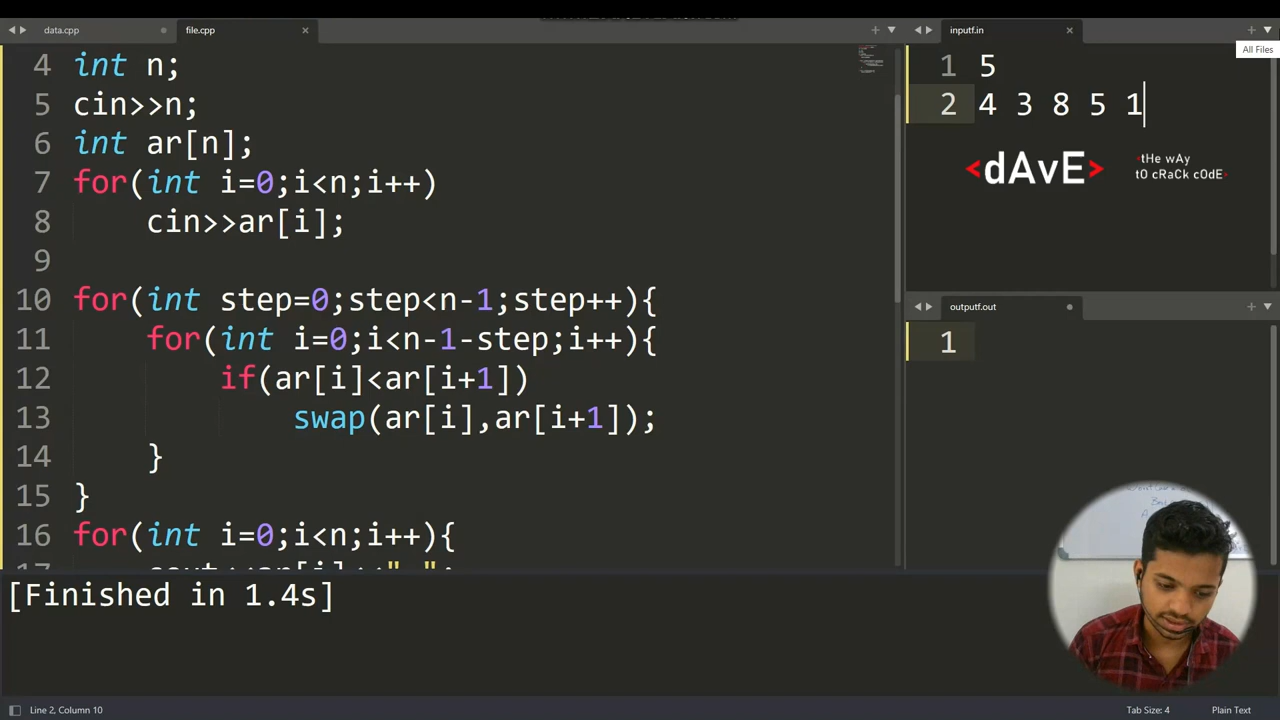 data.cpp
file.cpp
inputf.in
All Files
4 int n;
5 cin>>n;
6 int ar[n];
7 for(int i=0;i<n;i++)
8 cin>>ar[i];
9
10 for(int step=0;step<n-1;step++){
11 for(int i=0;i<n-1-step;i++){
12 if(ar[i]<ar[i+1])
13 swap(ar[i],ar[i+1]);
14 }
15 }
16 for(int i=0;i<n;i++){
1 5
2 4 3 8 5 1
<dAvE>
<tHe wAy
tO cRaCk cOdE>
outputf.out
1
[Finished in 1.4s]
Line 2, Column 10
Tab Size: 4
Plain Text